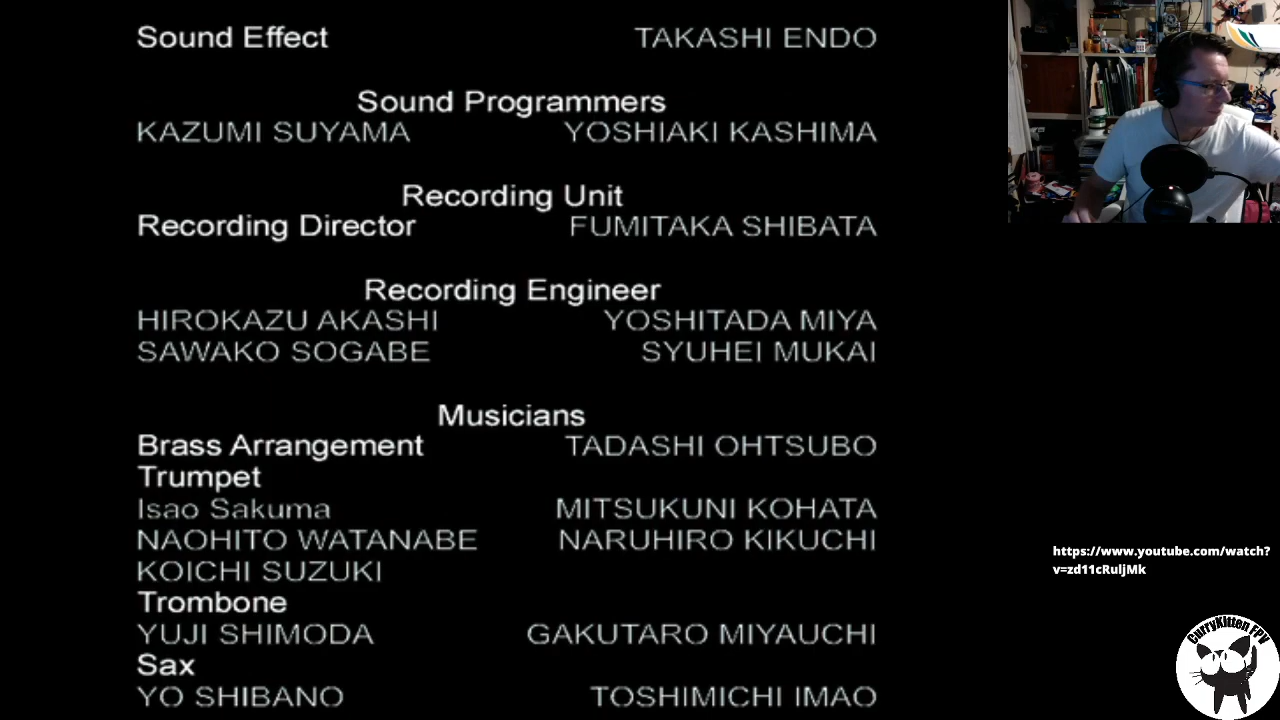 Sound Effect TAKASHI ENDO
Sound Programmers
KAZUMI SUYAMA YOSHIAKI KASHIMA
Recording Unit
Recording Director FUMITAKA SHIBATA
Recording Engineer
HIROKAZU AKASHI YOSHITADA MIYA
SAWAKO SOGABE SYUHEI MUKAI
Musicians
Brass Arrangement TADASHI OHTSUBO
Trumpet
Isao Sakuma MITSUKUNI KOHATA
NAOHITO WATANABE NARUHIRO KIKUCHI
KOICHI SUZUKI
Trombone
YUJI SHIMODA GAKUTARO MIYAUCHI
Sax
YO SHIBANO TOSHIMICHI IMAO
https://www.youtube.com/watch?
v=zd11cRuljMk
CurryKitten FPV